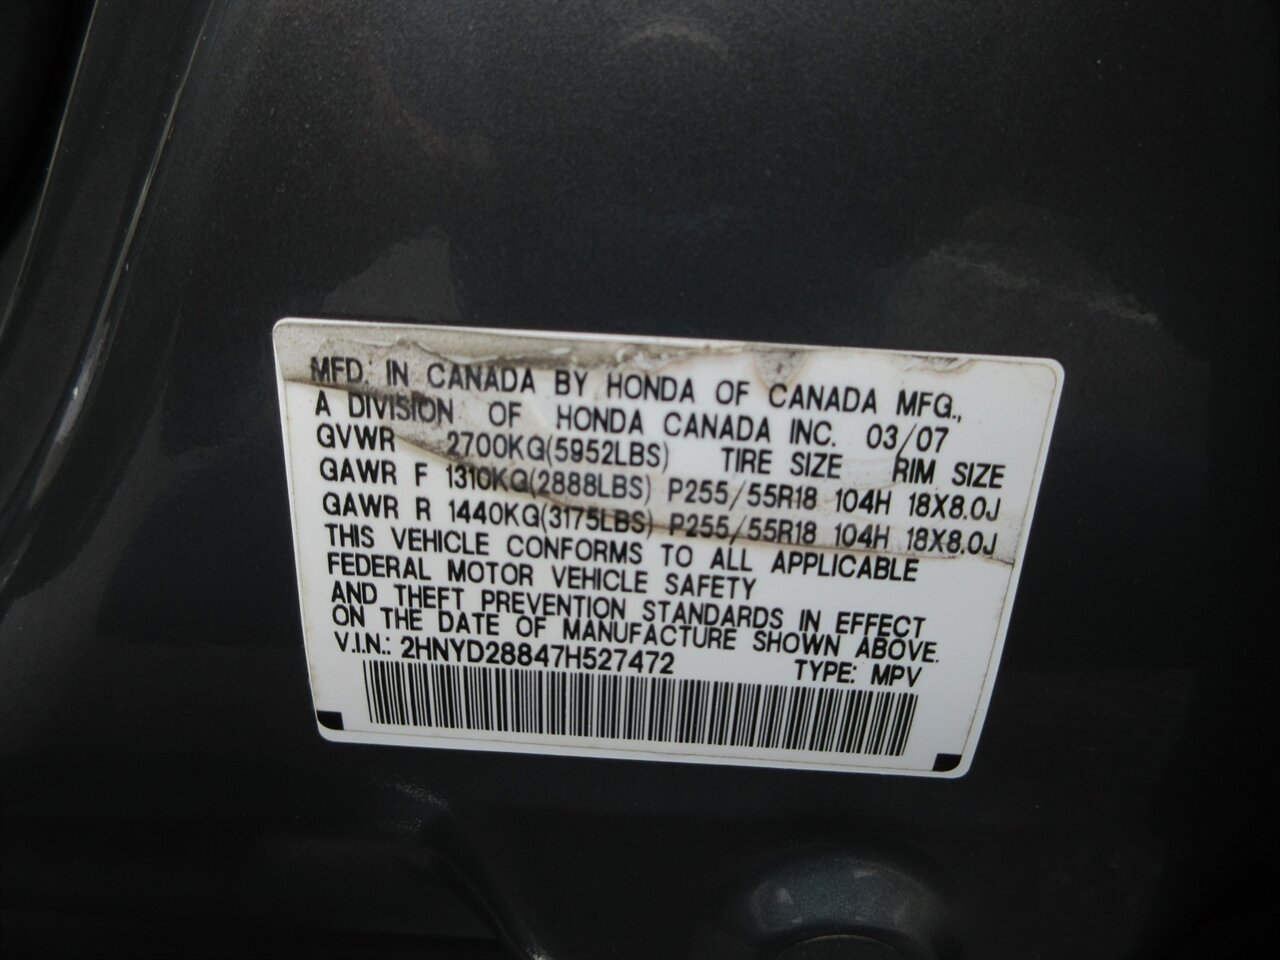 MFD. IN CANADA BY HONDA OF CANADA MFG.,
A DIVISION OF HONDA CANADA INC. 03/07
GVWR 2700KG(5952LBS) TIRE SIZE RIM SIZE
GAWR F 1310KG(2888LBS) P255/55R18 104H 18X8.0J
GAWR R 1440KG(3175LBS) P255/55R18 104H 18X8.0J
THIS VEHICLE CONFORMS TO ALL APPLICABLE
FEDERAL MOTOR VEHICLE SAFETY
AND THEFT PREVENTION STANDARDS IN EFFECT
ON THE DATE OF MANUFACTURE SHOWN ABOVE.
V.I.N.: 2HNYD28847H527472 TYPE: MPV